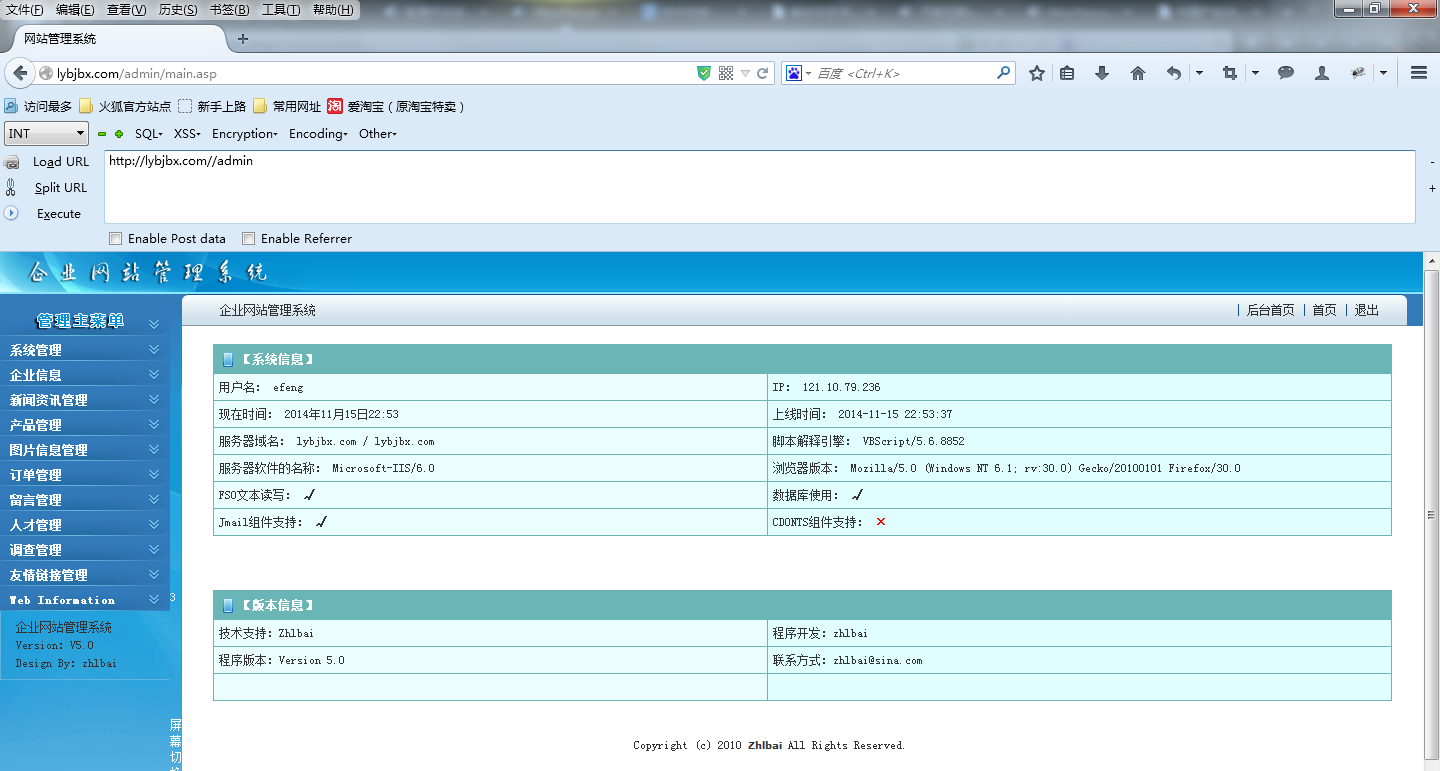 文件(F) 编辑(E) 查看(V) 历史(S) 书签(B) 工具(T) 帮助(H)
网站管理系统
lybjbx.com/admin/main.asp
百度 <Ctrl+K>
访问最多 火狐官方站点 新手上路 常用网址 淘 爱淘宝（原淘宝特卖）
INT SQL XSS Encryption Encoding Other
Load URL http://lybjbx.com//admin
Split URL
Execute
Enable Post data Enable Referrer
企业网站管理系统
管理主菜单
系统管理
企业信息
新闻资讯管理
产品管理
图片信息管理
订单管理
留言管理
人才管理
调查管理
友情链接管理
Web Information
企业网站管理系统
Version: V5.0
Design By: zhlbai
3
屏
幕
切
企业网站管理系统 | 后台首页 | 首页 | 退出
【系统信息】
用户名： efeng IP： 121.10.79.236
现在时间： 2014年11月15日22:53 上线时间： 2014-11-15 22:53:37
服务器域名： lybjbx.com / lybjbx.com 脚本解释引擎： VBScript/5.6.8852
服务器软件的名称： Microsoft-IIS/6.0 浏览器版本： Mozilla/5.0 (Windows NT 6.1; rv:30.0) Gecko/20100101 Firefox/30.0
FSO文本读写： ✓ 数据库使用： ✓
Jmail组件支持： ✓ CDONTS组件支持： ×
【版本信息】
技术支持：Zhlbai 程序开发：zhlbai
程序版本：Version 5.0 联系方式：zhlbai@sina.com
Copyright (c) 2010 Zhlbai All Rights Reserved.